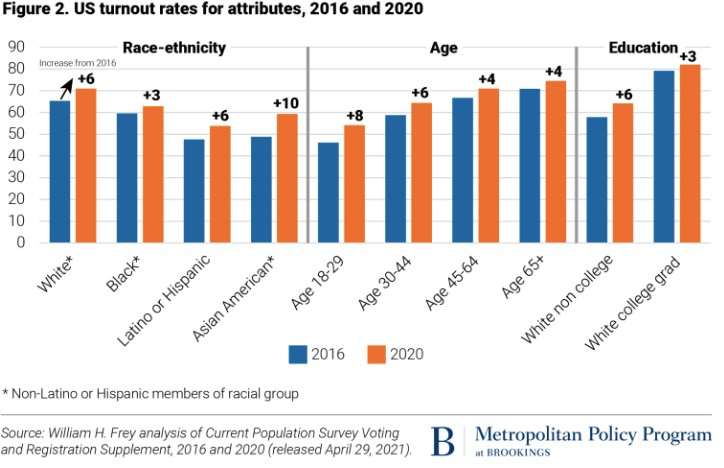 Figure 2. US turnout rates for attributes, 2016 and 2020
Race-ethnicity
Age
Education
Increase from 2016
90
80
70
60
50
40
30
20
10
0
+6
+3
+6
+10
+8
+6
+4
+4
+6
+3
White*
Black*
Latino or Hispanic
Asian American*
Age 18-29
Age 30-44
Age 45-64
Age 65+
White non college
White college grad
2016
2020
* Non-Latino or Hispanic members of racial group
Source: William H. Frey analysis of Current Population Survey Voting
and Registration Supplement, 2016 and 2020 (released April 29, 2021).
B
Metropolitan Policy Program
at BROOKINGS